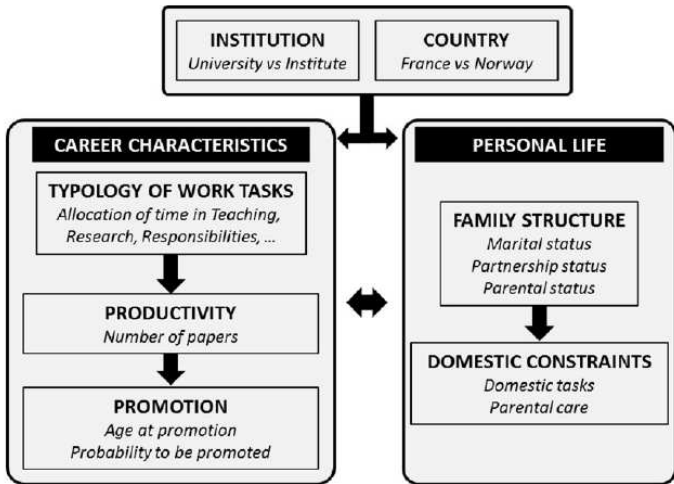 INSTITUTION
University vs Institute
COUNTRY
France vs Norway
CAREER CHARACTERISTICS
TYPOLOGY OF WORK TASKS
Allocation of time in Teaching,
Research, Responsibilities, ...
PRODUCTIVITY
Number of papers
PROMOTION
Age at promotion
Probability to be promoted
PERSONAL LIFE
FAMILY STRUCTURE
Marital status
Partnership status
Parental status
DOMESTIC CONSTRAINTS
Domestic tasks
Parental care